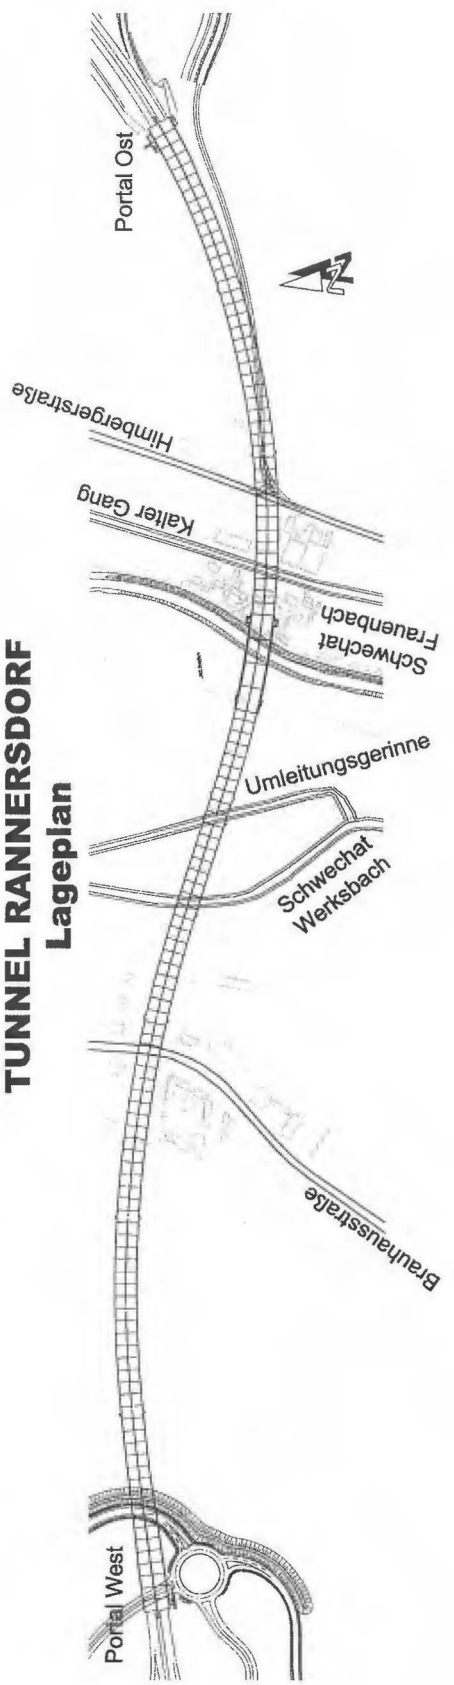 TUNNEL RANNERSDORF
Lageplan
Portal West
Brauhausstraße
Schwechat
Werksbach
Umleitungsgerinne
Schwechat
Frauenbach
Kalter Gang
Himbergerstraße
Portal Ost
N